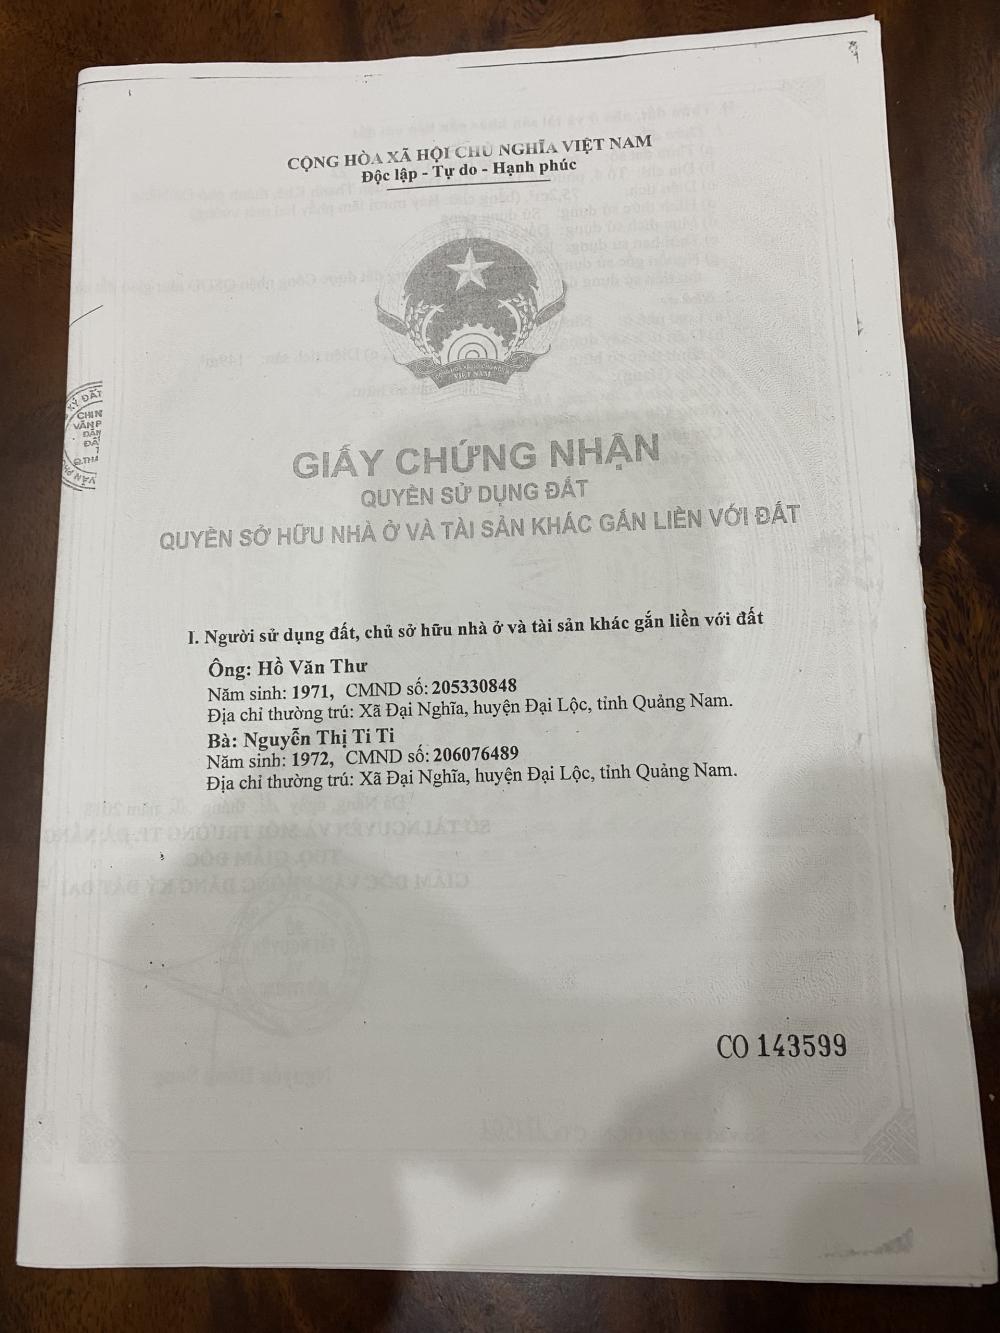 CỘNG HÒA XÃ HỘI CHỦ NGHĨA VIỆT NAM
Độc lập - Tự do - Hạnh phúc
VIỆT NAM
KÝ ĐẤT
GIẤY CHỨNG NHẬN
QUYỀN SỬ DỤNG ĐẤT
QUYỀN SỞ HỮU NHÀ Ở VÀ TÀI SẢN KHÁC GẮN LIỀN VỚI ĐẤT
I. Người sử dụng đất, chủ sở hữu nhà ở và tài sản khác gắn liền với đất
Ông: Hồ Văn Thư
Năm sinh: 1971, CMND số: 205330848
Địa chỉ thường trú: Xã Đại Nghĩa, huyện Đại Lộc, tỉnh Quảng Nam.
Bà: Nguyễn Thị Ti Ti
Năm sinh: 1972, CMND số: 206076489
Địa chỉ thường trú: Xã Đại Nghĩa, huyện Đại Lộc, tỉnh Quảng Nam.
CO 143599